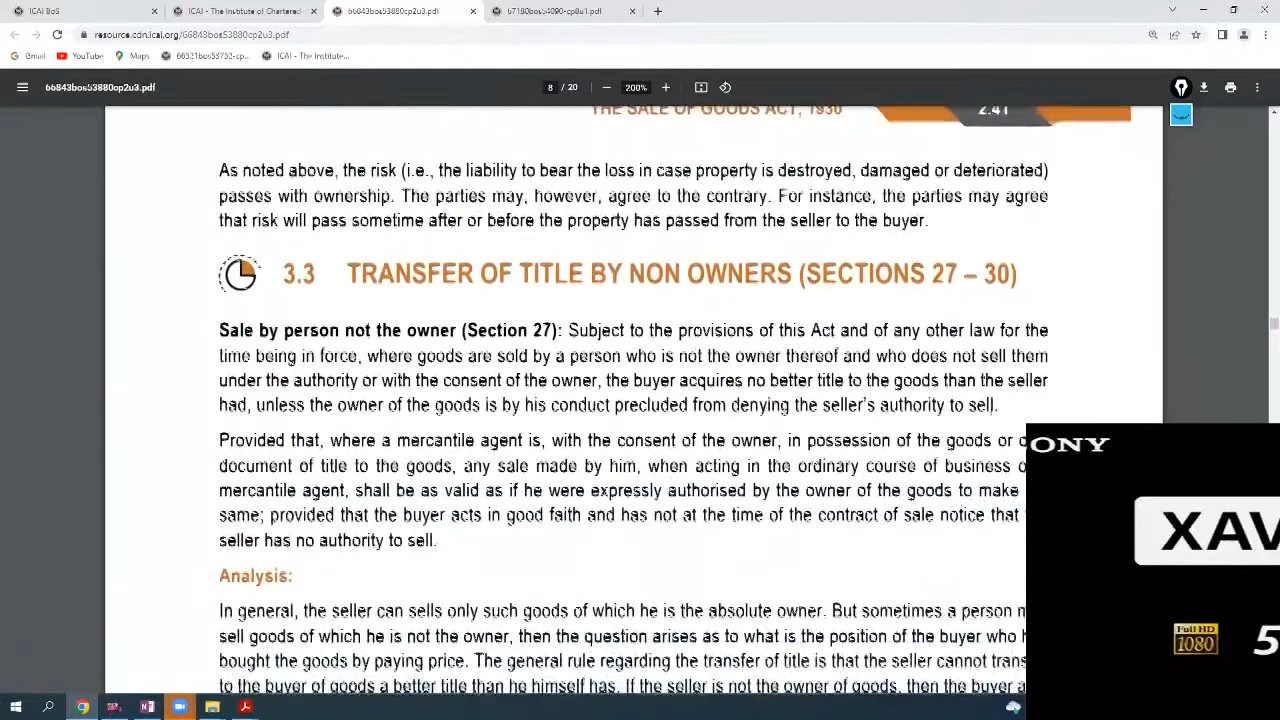 ICAI BoS
ICAI - The Institute of Chartered
66843bos53880cp2u3.pdf
67180bos54090-cp8u1.pdf
resource.cdn.icai.org/66843bos53880cp2u3.pdf
Gmail YouTube Maps 66521bos53752-cp... ICAI - The Institute...
66843bos53880cp2u3.pdf 8 / 20 200%
THE SALE OF GOODS ACT, 1930 2.41
As noted above, the risk (i.e., the liability to bear the loss in case property is destroyed, damaged or deteriorated)
passes with ownership. The parties may, however, agree to the contrary. For instance, the parties may agree
that risk will pass sometime after or before the property has passed from the seller to the buyer.
3.3 TRANSFER OF TITLE BY NON OWNERS (SECTIONS 27 – 30)
Sale by person not the owner (Section 27): Subject to the provisions of this Act and of any other law for the
time being in force, where goods are sold by a person who is not the owner thereof and who does not sell them
under the authority or with the consent of the owner, the buyer acquires no better title to the goods than the seller
had, unless the owner of the goods is by his conduct precluded from denying the seller's authority to sell.
Provided that, where a mercantile agent is, with the consent of the owner, in possession of the goods or
document of title to the goods, any sale made by him, when acting in the ordinary course of business
mercantile agent, shall be as valid as if he were expressly authorised by the owner of the goods to make
same; provided that the buyer acts in good faith and has not at the time of the contract of sale notice that
seller has no authority to sell.
Analysis:
In general, the seller can sells only such goods of which he is the absolute owner. But sometimes a person
sell goods of which he is not the owner, then the question arises as to what is the position of the buyer who
bought the goods by paying price. The general rule regarding the transfer of title is that the seller cannot trans
to the buyer of goods a better title than he himself has. If the seller is not the owner of goods, then the buyer
ONY
XAV
Full HD
1080
5